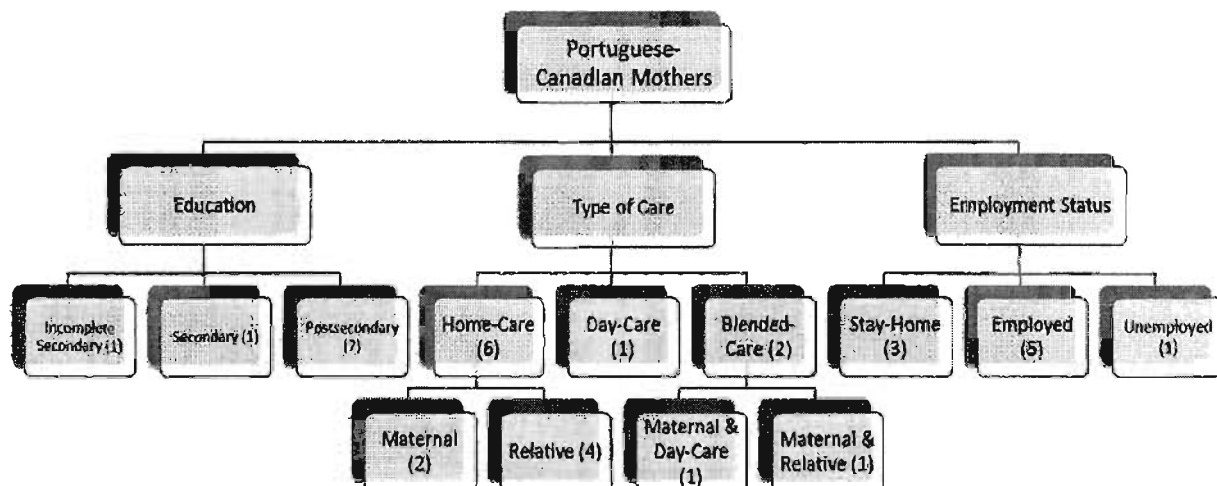 Portuguese-
Canadian Mothers
Education
Type of Care
Employment Status
Incomplete
Secondary (1)
Secondary (1)
Postsecondary
(7)
Home-Care
(6)
Day-Care
(1)
Blended-
Care (2)
Stay-Home
(3)
Employed
(5)
Unemployed
(1)
Maternal
(2)
Relative (4)
Maternal &
Day-Care
(1)
Maternal &
Relative (1)